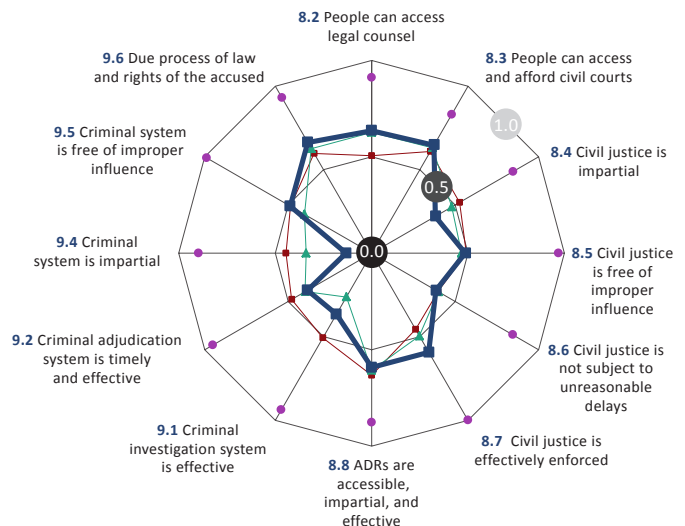 8.2 People can access
legal counsel
8.3 People can access
and afford civil courts
1.0
8.4 Civil justice is
impartial
0.5
8.5 Civil justice
is free of
improper
influence
0.0
8.6 Civil justice is
not subject to
unreasonable
delays
8.7 Civil justice is
effectively enforced
8.8 ADRs are
accessible,
impartial, and
effective
9.1 Criminal
investigation system
is effective
9.2 Criminal adjudication
system is timely
and effective
9.4 Criminal
system is impartial
9.5 Criminal system
is free of improper
influence
9.6 Due process of law
and rights of the accused